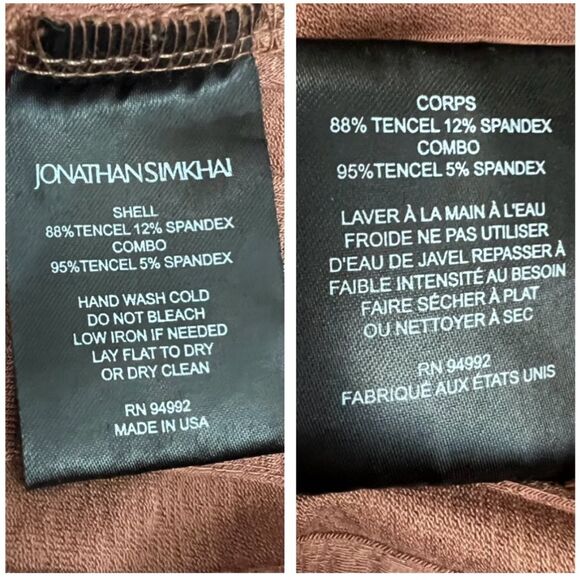 JONATHAN SIMKHAI
SHELL
88%TENCEL 12% SPANDEX
COMBO
95%TENCEL 5% SPANDEX
HAND WASH COLD
DO NOT BLEACH
LOW IRON IF NEEDED
LAY FLAT TO DRY
OR DRY CLEAN
RN 94992
MADE IN USA
CORPS
88% TENCEL 12% SPANDEX
COMBO
95%TENCEL 5% SPANDEX
LAVER À LA MAIN À L'EAU
FROIDE NE PAS UTILISER
D'EAU DE JAVEL REPASSER À
FAIBLE INTENSITÉ AU BESOIN
FAIRE SÉCHER À PLAT
OU NETTOYER À SEC
RN 94992
FABRIQUÉ AUX ÉTATS UNIS